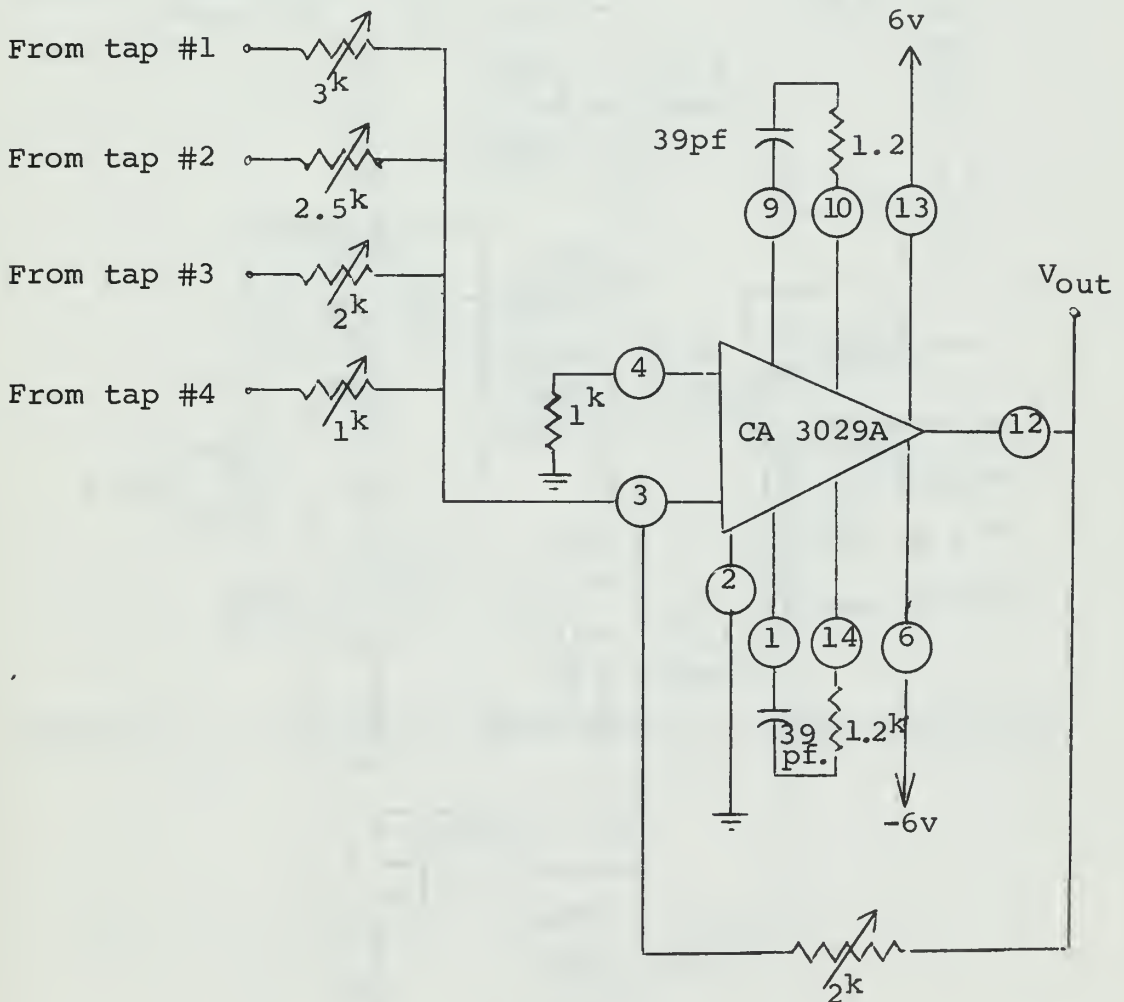 From tap #1
3k
From tap #2
2.5k
From tap #3
2k
From tap #4
1k
6v
39pf
1.2
9
10
13
Vout
4
1k
CA 3029A
12
3
2
1
14
6
39
pf.
1.2k
-6v
2k